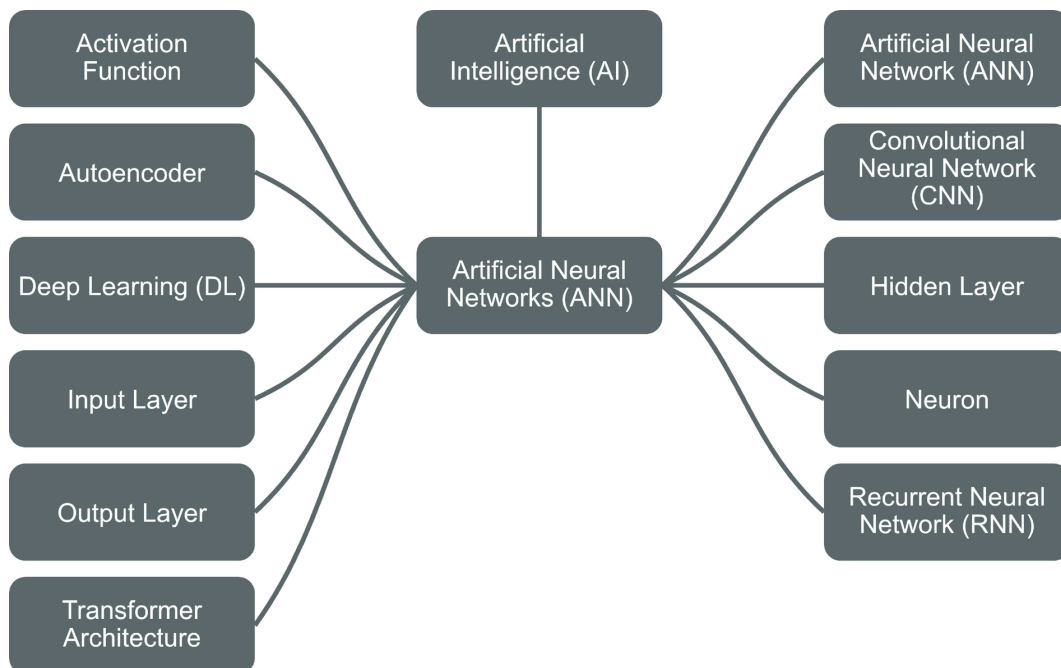 Activation
Function
Artificial
Intelligence (AI)
Artificial Neural
Network (ANN)
Autoencoder
Convolutional
Neural Network
(CNN)
Deep Learning (DL)
Artificial Neural
Networks (ANN)
Hidden Layer
Input Layer
Neuron
Output Layer
Recurrent Neural
Network (RNN)
Transformer
Architecture